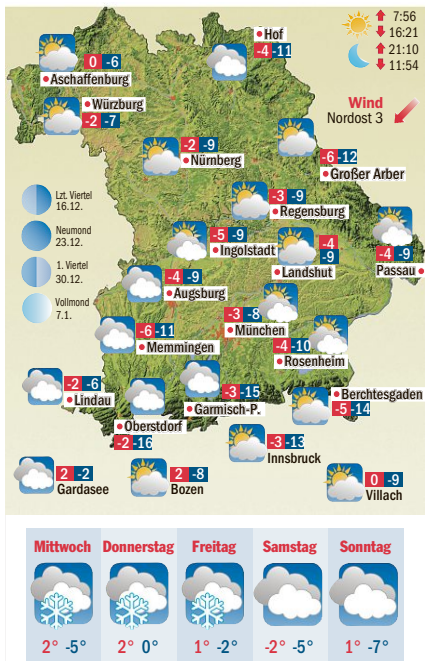 7:56
16:21
21:10
11:54
Wind
Nordost 3
Hof
-4 -11
0 -6
Aschaffenburg
Würzburg
-2 -7
-2 -9
Nürnberg
-6 -12
Großer Arber
-3 -9
Regensburg
Lzt. Viertel
16.12.
Neumond
23.12.
1. Viertel
30.12.
Vollmond
7.1.
-5 -9
Ingolstadt
-4
-9
Landshut
-4 -9
Passau
-4 -9
Augsburg
-3 -8
München
-6 -11
Memmingen
-4 -10
Rosenheim
-2 -6
Lindau
-3 -15
Garmisch-P.
Berchtesgaden
-5 -14
Oberstdorf
-2 -16
-3 -13
Innsbruck
2 -2
Gardasee
2 -8
Bozen
0 -9
Villach
Mittwoch Donnerstag Freitag Samstag Sonntag
2° -5° 2° 0° 1° -2° -2° -5° 1° -7°